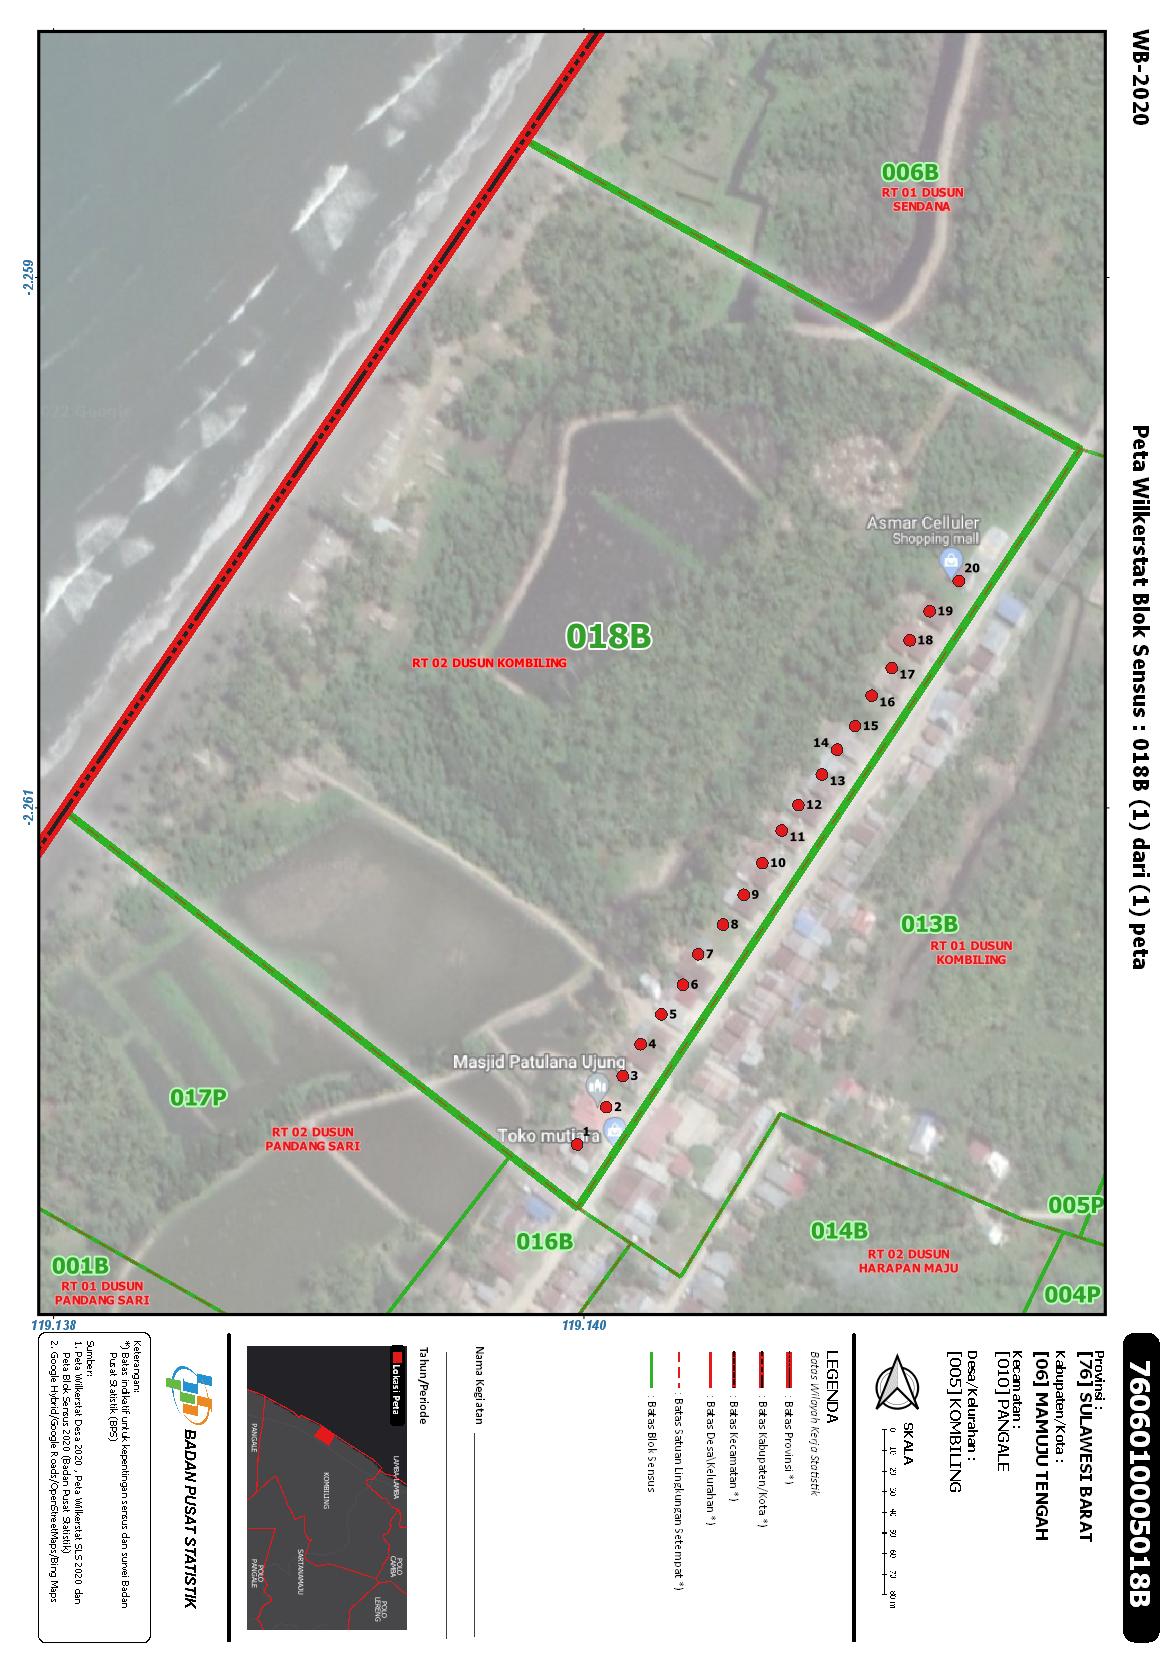 WB-2020
Peta Wilkerstat Blok Sensus : 018B (1) dari (1) peta
7606010005018B
006B
RT 01 DUSUN
SENDANA
-2.259
Asmar Celluler
Shopping mall
018B
RT 02 DUSUN KOMBILING
20
19
18
17
16
15
14
13
12
11
10
9
8
7
6
5
4
3
2
1
-2.261
013B
RT 01 DUSUN
KOMBILING
Masjid Patulana Ujung
Toko mutiara
017P
RT 02 DUSUN
PANDANG SARI
016B
014B
RT 02 DUSUN
HARAPAN MAJU
005P
004P
001B
RT 01 DUSUN
PANDANG SARI
119.138
119.140
Provinsi :
[76] SULAWESI BARAT
Kabupaten/Kota :
[06] MAMUJU TENGAH
Kecamatan :
[010] PANGALE
Desa/Kelurahan :
[005] KOMBILING
SKALA
0 10 20 30 40 50 60 70 80 m
LEGENDA
Batas Wilayah Kerja Statistik
: Batas Provinsi *)
: Batas Kabupaten/Kota *)
: Batas Kecamatan *)
: Batas Desa\Kelurahan *)
: Batas Satuan Lingkungan Setempat *)
: Batas Blok Sensus
Nama Kegiatan
Tahun/Periode
Lokasi Peta
LAMBA-LAMBA
PANGALE
KOMBILING
POLO
CAMBA
SARTANAMAJU
POLO
PANGALE
POLO
LERENG
BADAN PUSAT STATISTIK
Keterangan:
*) Batas indikatif untuk kepentingan sensus dan survei Badan
Pusat Statistik (BPS)
Sumber:
1. Peta Wilkerstat Desa 2020 , Peta Wilkerstat SLS 2020 dan
Peta Blok Sensus 2020 (Badan Pusat Statistik)
2. Google Hybrid/Google Roads/OpenStreetMaps/Bing Maps